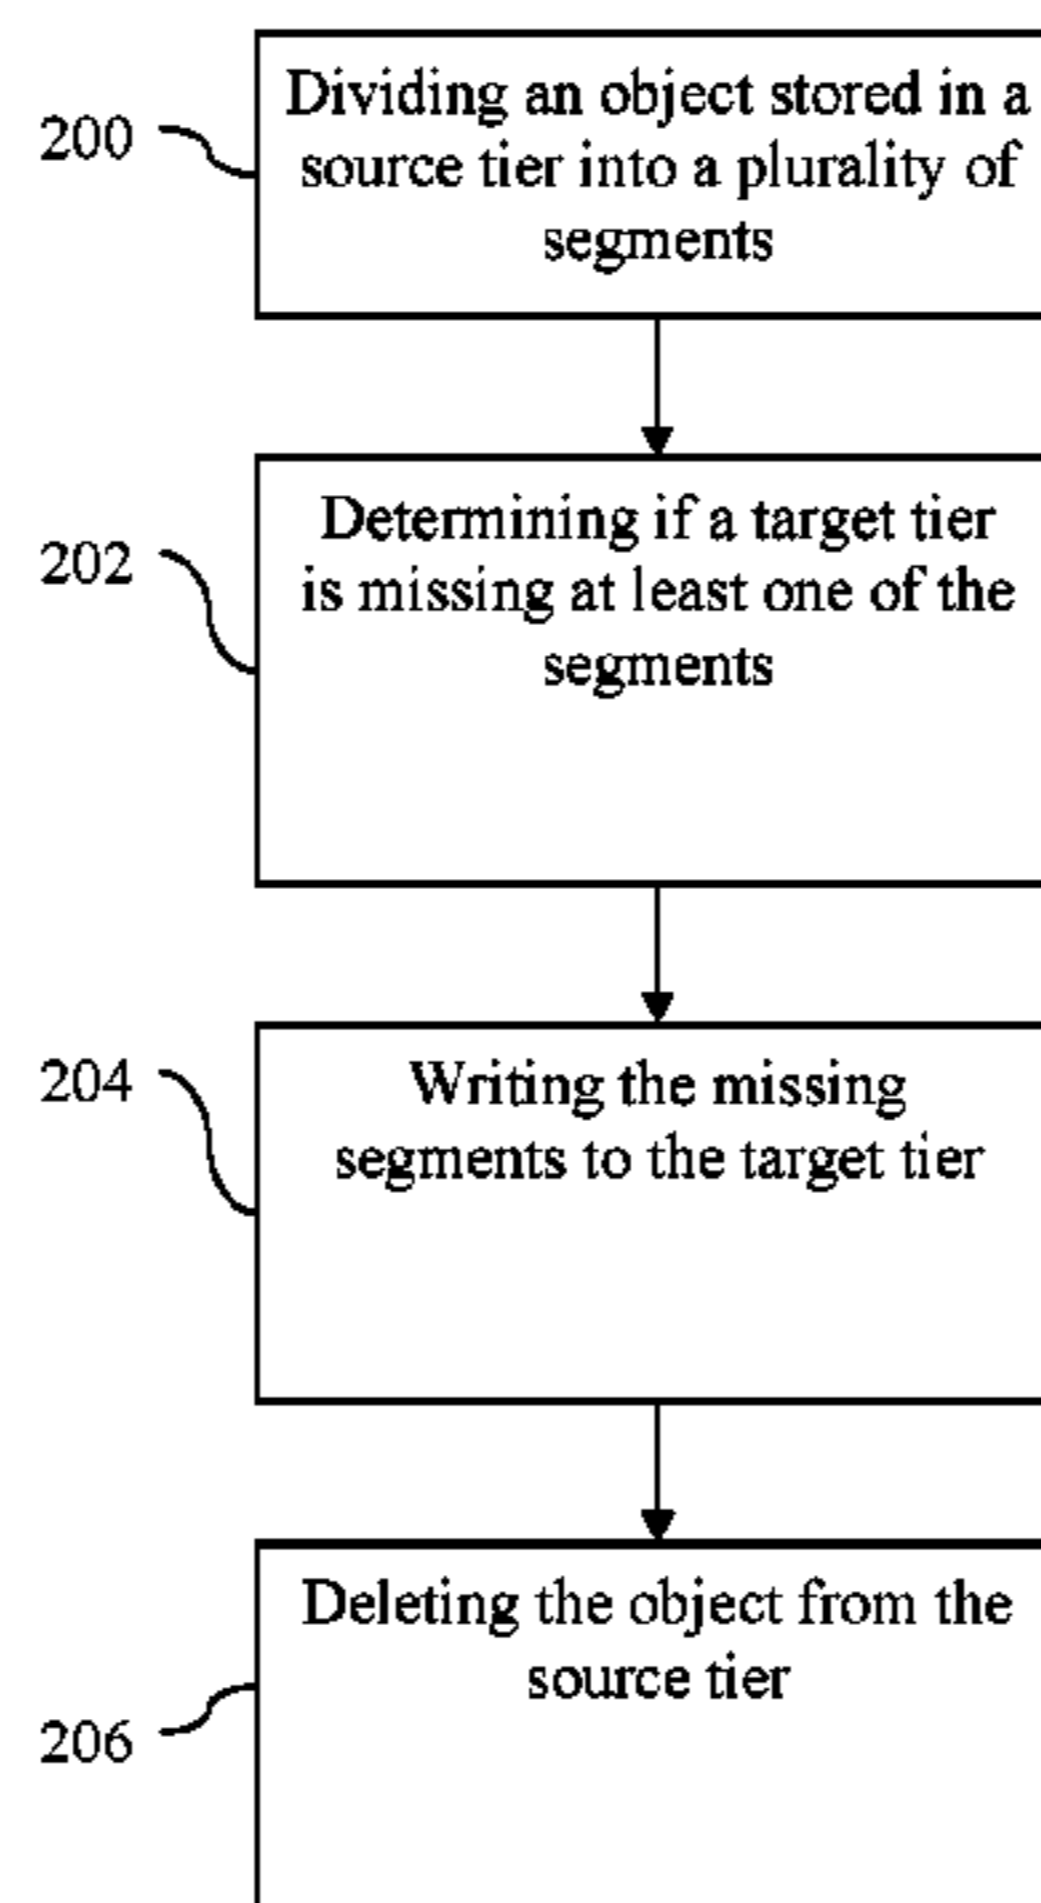 200
Dividing an object stored in a
source tier into a plurality of
segments
202
Determining if a target tier
is missing at least one of the
segments
204
Writing the missing
segments to the target tier
206
Deleting the object from the
source tier